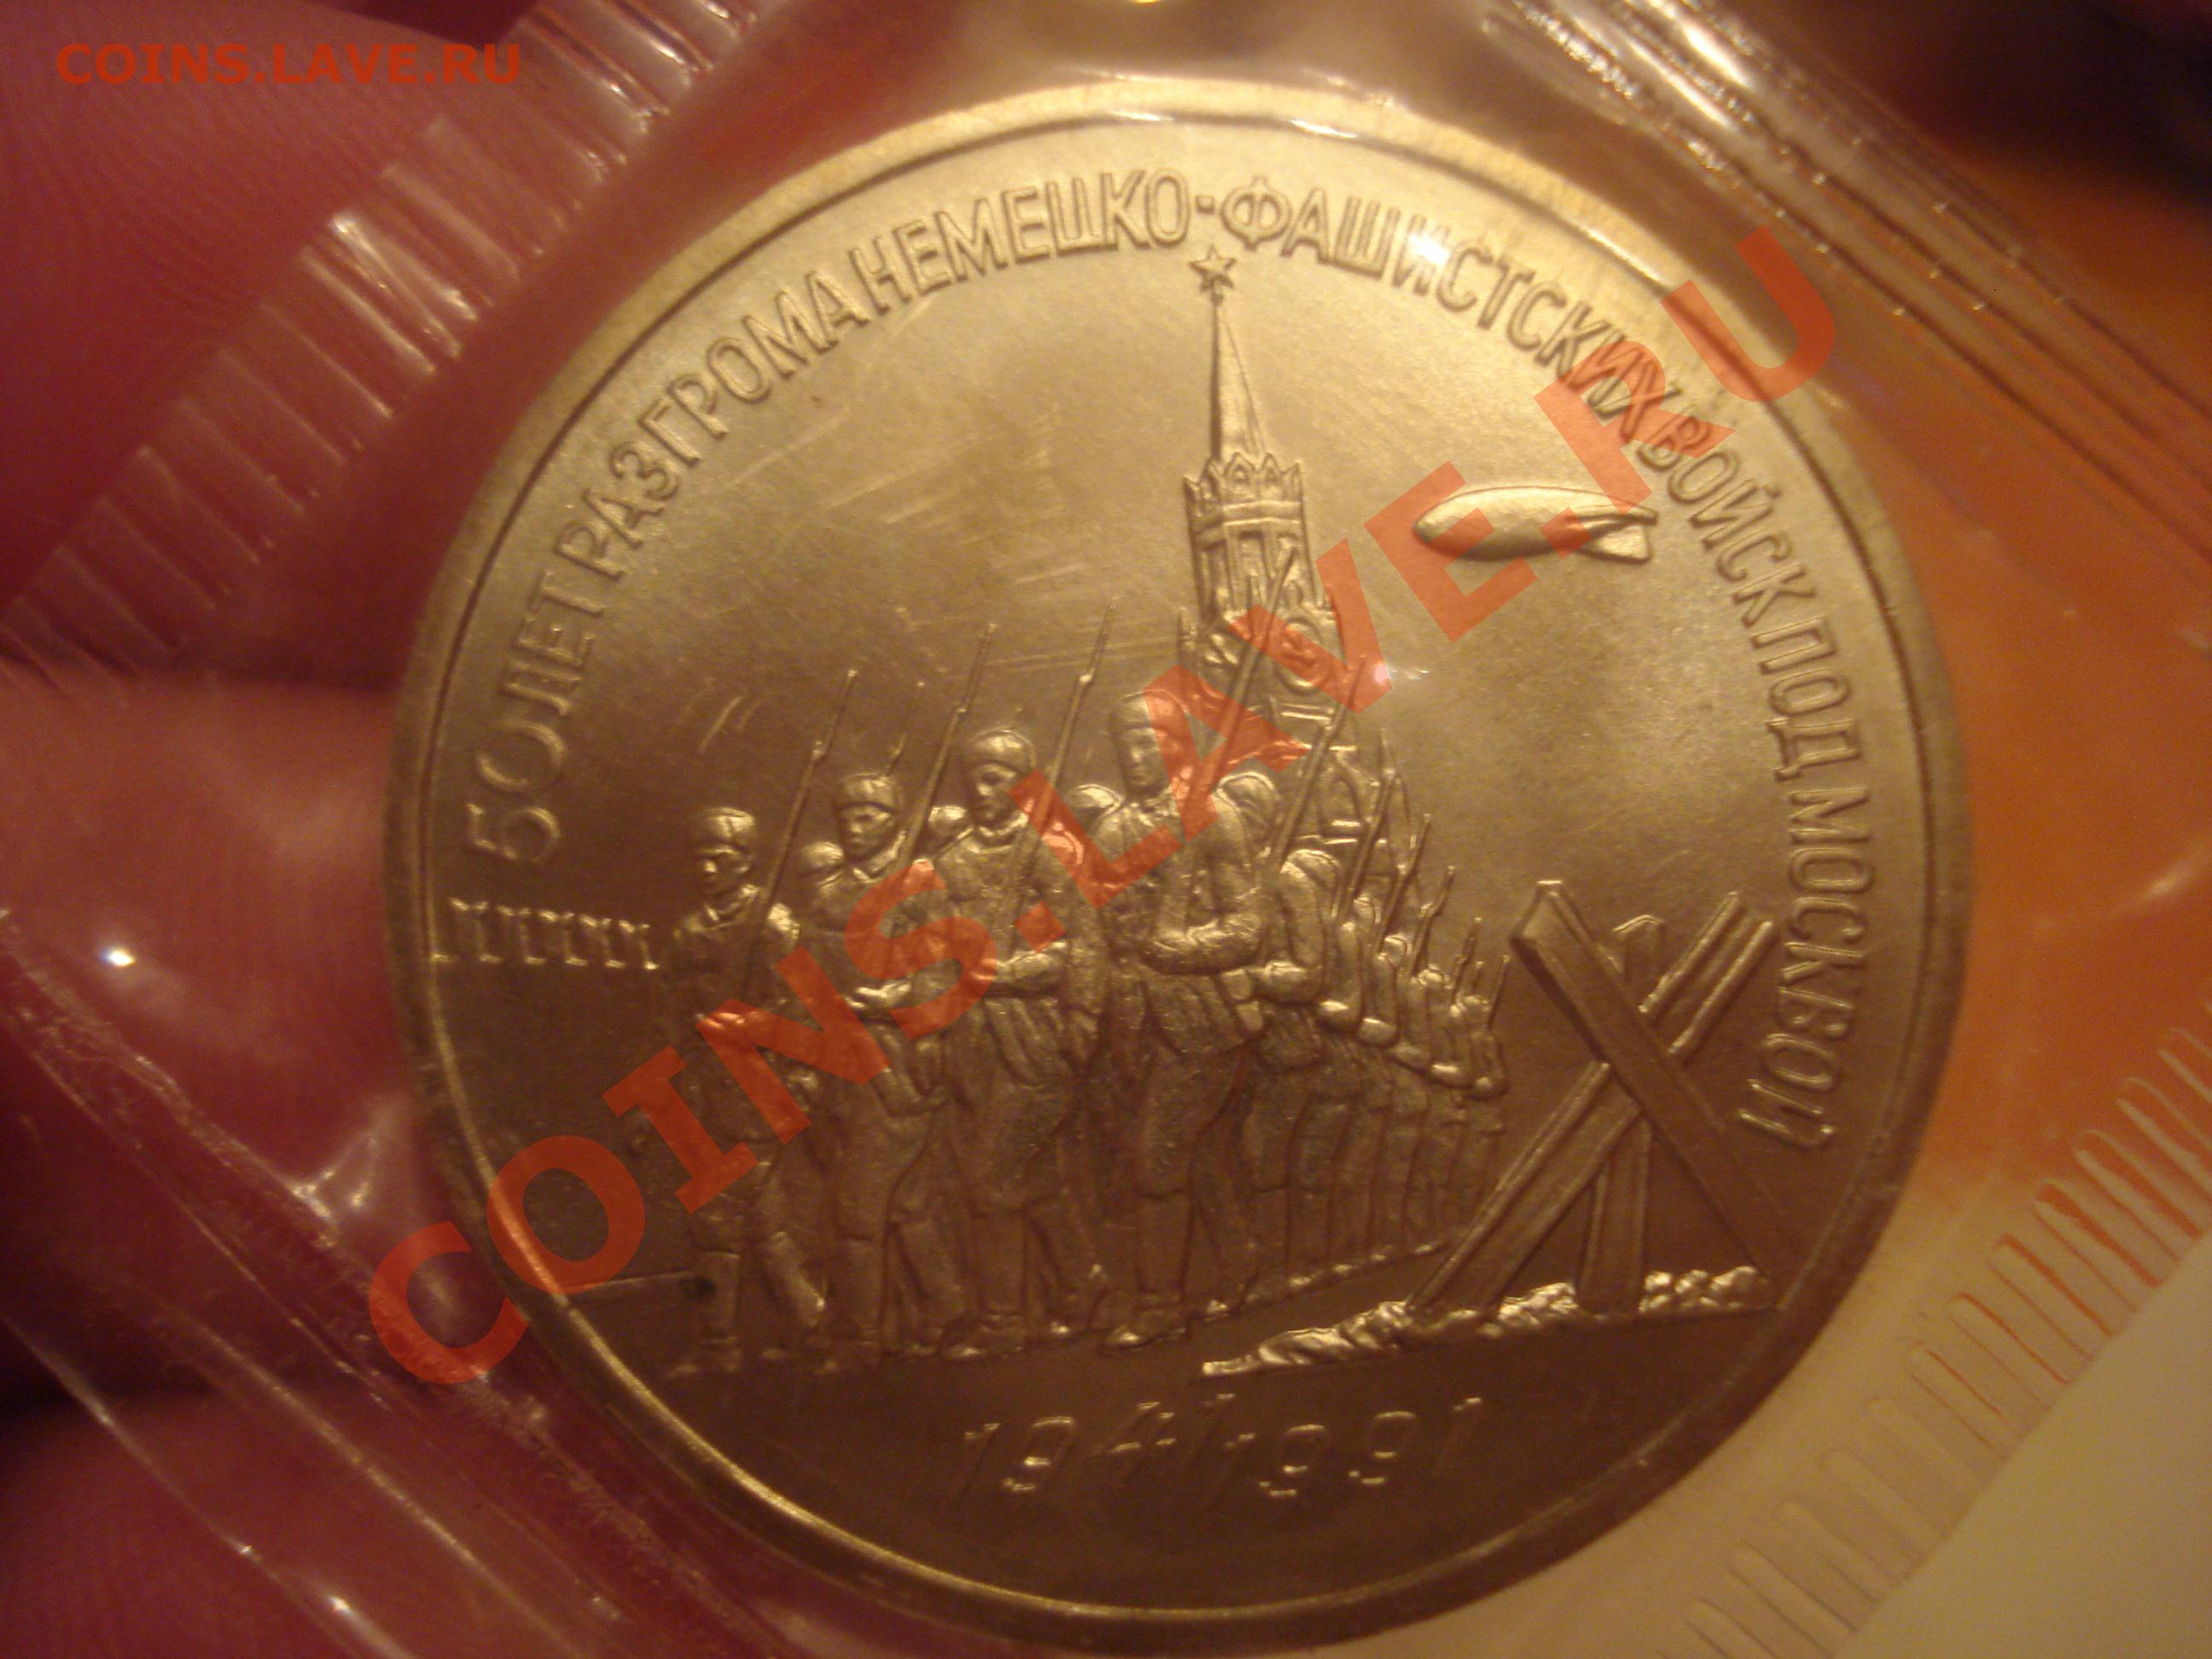 COINS.LAVE.RU
50 ЛЕТ РАЗГРОМА НЕМЕЦКО-ФАШИСТСКИХ ВОЙСК ПОД МОСКВОЙ
COINS.LAVE.RU
1941-1991